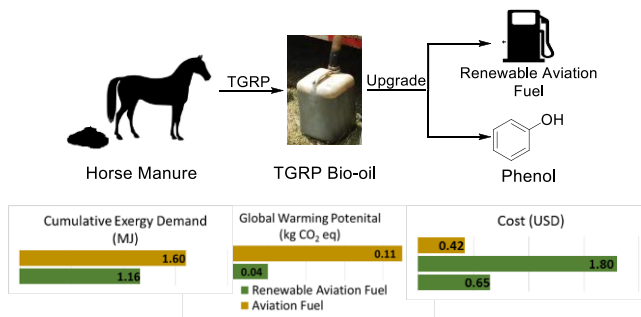 TGRP
Upgrade
Renewable Aviation
Fuel
OH
Horse Manure
TGRP Bio-oil
Phenol
Cumulative Exergy Demand
(MJ)
1.60
1.16
Global Warming Potenital
(kg CO₂ eq)
0.11
0.04
Renewable Aviation Fuel
Aviation Fuel
Cost (USD)
0.42
1.80
0.65